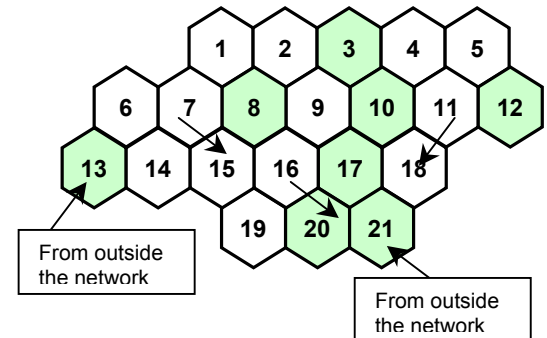 1 2 3 4 5
6 7 8 9 10 11 12
13 14 15 16 17 18
19 20 21
From outside
the network
From outside
the network